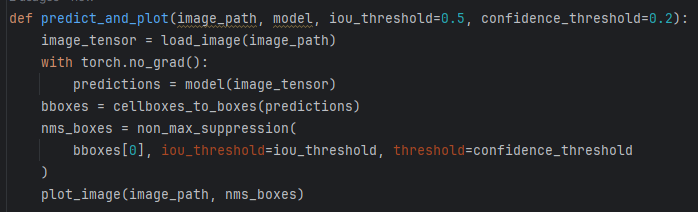 def predict_and_plot(image_path, model, iou_threshold=0.5, confidence_threshold=0.2):
    image_tensor = load_image(image_path)
    with torch.no_grad():
        predictions = model(image_tensor)
    bboxes = cellboxes_to_boxes(predictions)
    nms_boxes = non_max_suppression(
        bboxes[0], iou_threshold=iou_threshold, threshold=confidence_threshold
    )
    plot_image(image_path, nms_boxes)